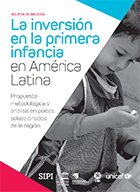 La inversión
en la primera
infancia
en América
Latina
Propuesta
metodológica y
análisis en países
seleccionados
de la región
SIPI
unicef